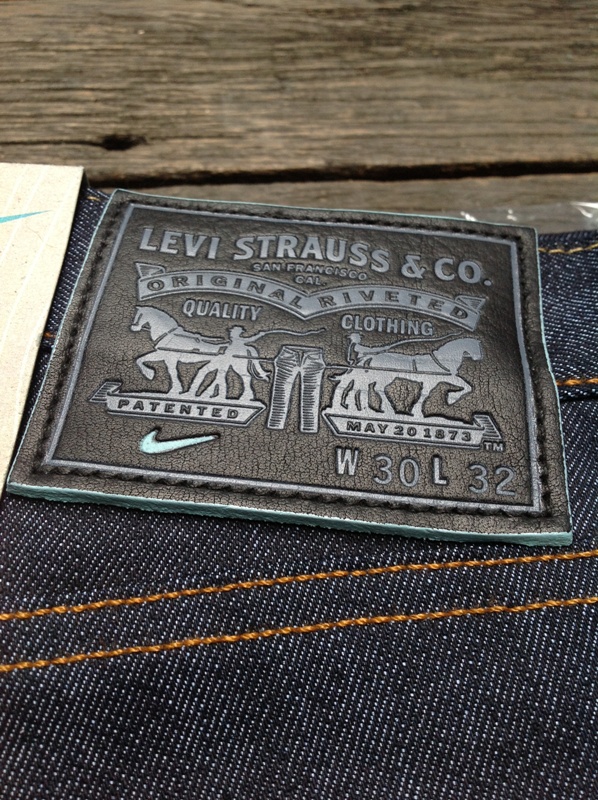 LEVI STRAUSS & CO.
SAN FRANCISCO
CAL.
ORIGINAL RIVETED
QUALITY CLOTHING
PATENTED MAY 20 1873 TM
W 30 L 32